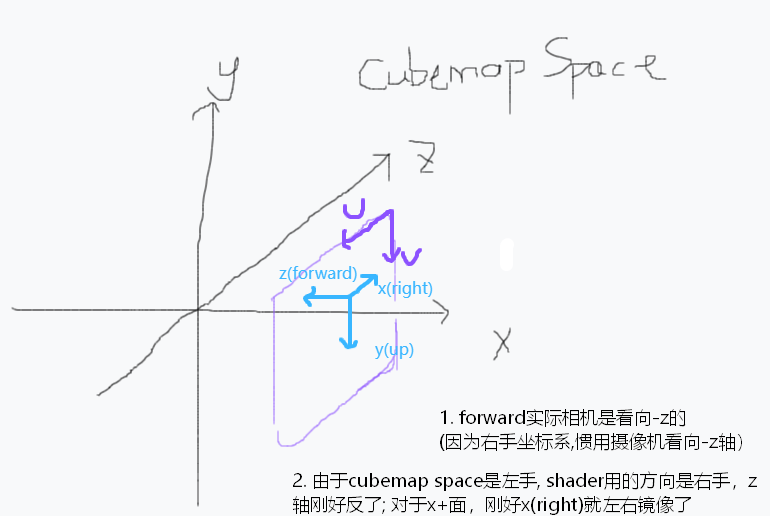 Cubemap Space
y
z
U
V
z(forward)
x(right)
y(up)
x
1. forward实际相机是看向-z的
(因为右手坐标系,惯用摄像机看向-z轴)
2. 由于cubemap space是左手, shader用的方向是右手，z
轴刚好反了; 对于x+面，刚好x(right)就左右镜像了